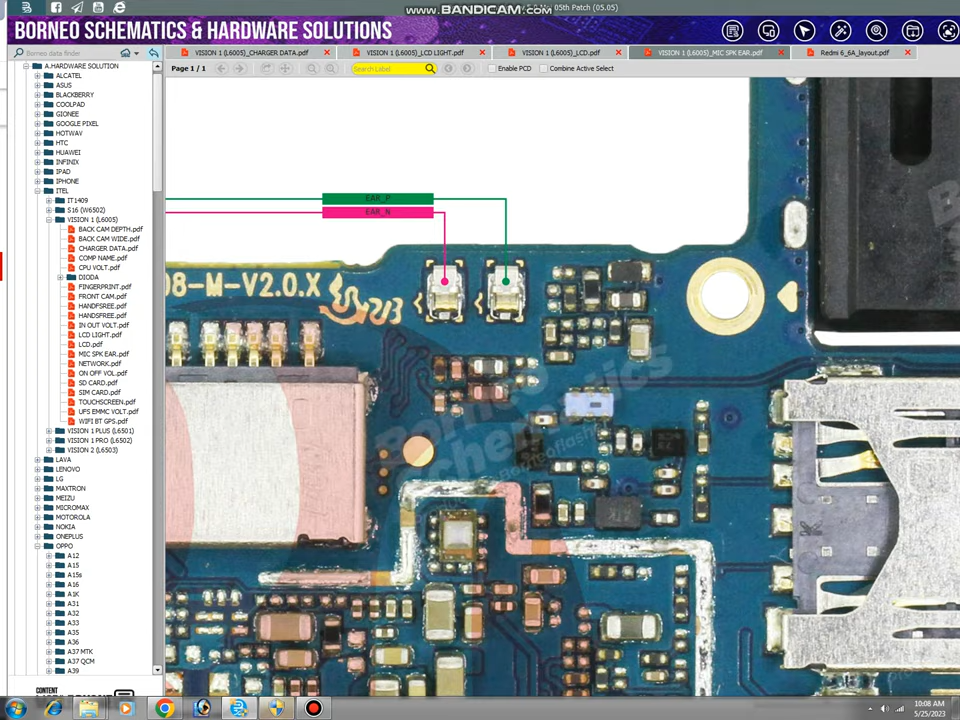 www.BANDICAM.com
05th Patch (05.05)
BORNEO SCHEMATICS & HARDWARE SOLUTIONS
Borneo data finder
VISION 1 (L6005)_CHARGER DATA.pdf
VISION 1 (L6005)_LCD LIGHT.pdf
VISION 1 (L6005)_LCD.pdf
VISION 1 (L6005)_MIC SPK EAR.pdf
Redmi 6_6A_layout.pdf
Page 1 / 1
Search Label
Enable PCD
Combine Active Select
A.HARDWARE SOLUTION
ALCATEL
ASUS
BLACKBERRY
COOLPAD
GIONEE
GOOGLE PIXEL
HOTWAV
HTC
HUAWEI
INFINIX
IPAD
IPHONE
ITEL
IT1409
S16 (W6502)
VISION 1 (L6005)
BACK CAM DEPTH.pdf
BACK CAM WIDE.pdf
CHARGER DATA.pdf
COMP NAME.pdf
CPU VOLT.pdf
DIODA
FINGERPRINT.pdf
FRONT CAM.pdf
HANDFSREE.pdf
HANDSFREE.pdf
IN OUT VOLT.pdf
LCD LIGHT.pdf
LCD.pdf
MIC SPK EAR.pdf
NETWORK.pdf
ON OFF VOL.pdf
SD CARD.pdf
SIM CARD.pdf
TOUCHSCREEN.pdf
UFS EMMC VOLT.pdf
WIFI BT GPS.pdf
VISION 1 PLUS (L6501)
VISION 1 PRO (L6502)
VISION 2 (L6503)
LAVA
LENOVO
LG
MAXTRON
MEIZU
MICROMAX
MOTOROLA
NOKIA
ONEPLUS
OPPO
A12
A15
A15s
A16
A1K
A31
A32
A33
A35
A36
A37 MTK
A37 QCM
A39
CONTENT
EAR_P
EAR_N
08-M-V2.0.X
10:08 AM
5/25/2023